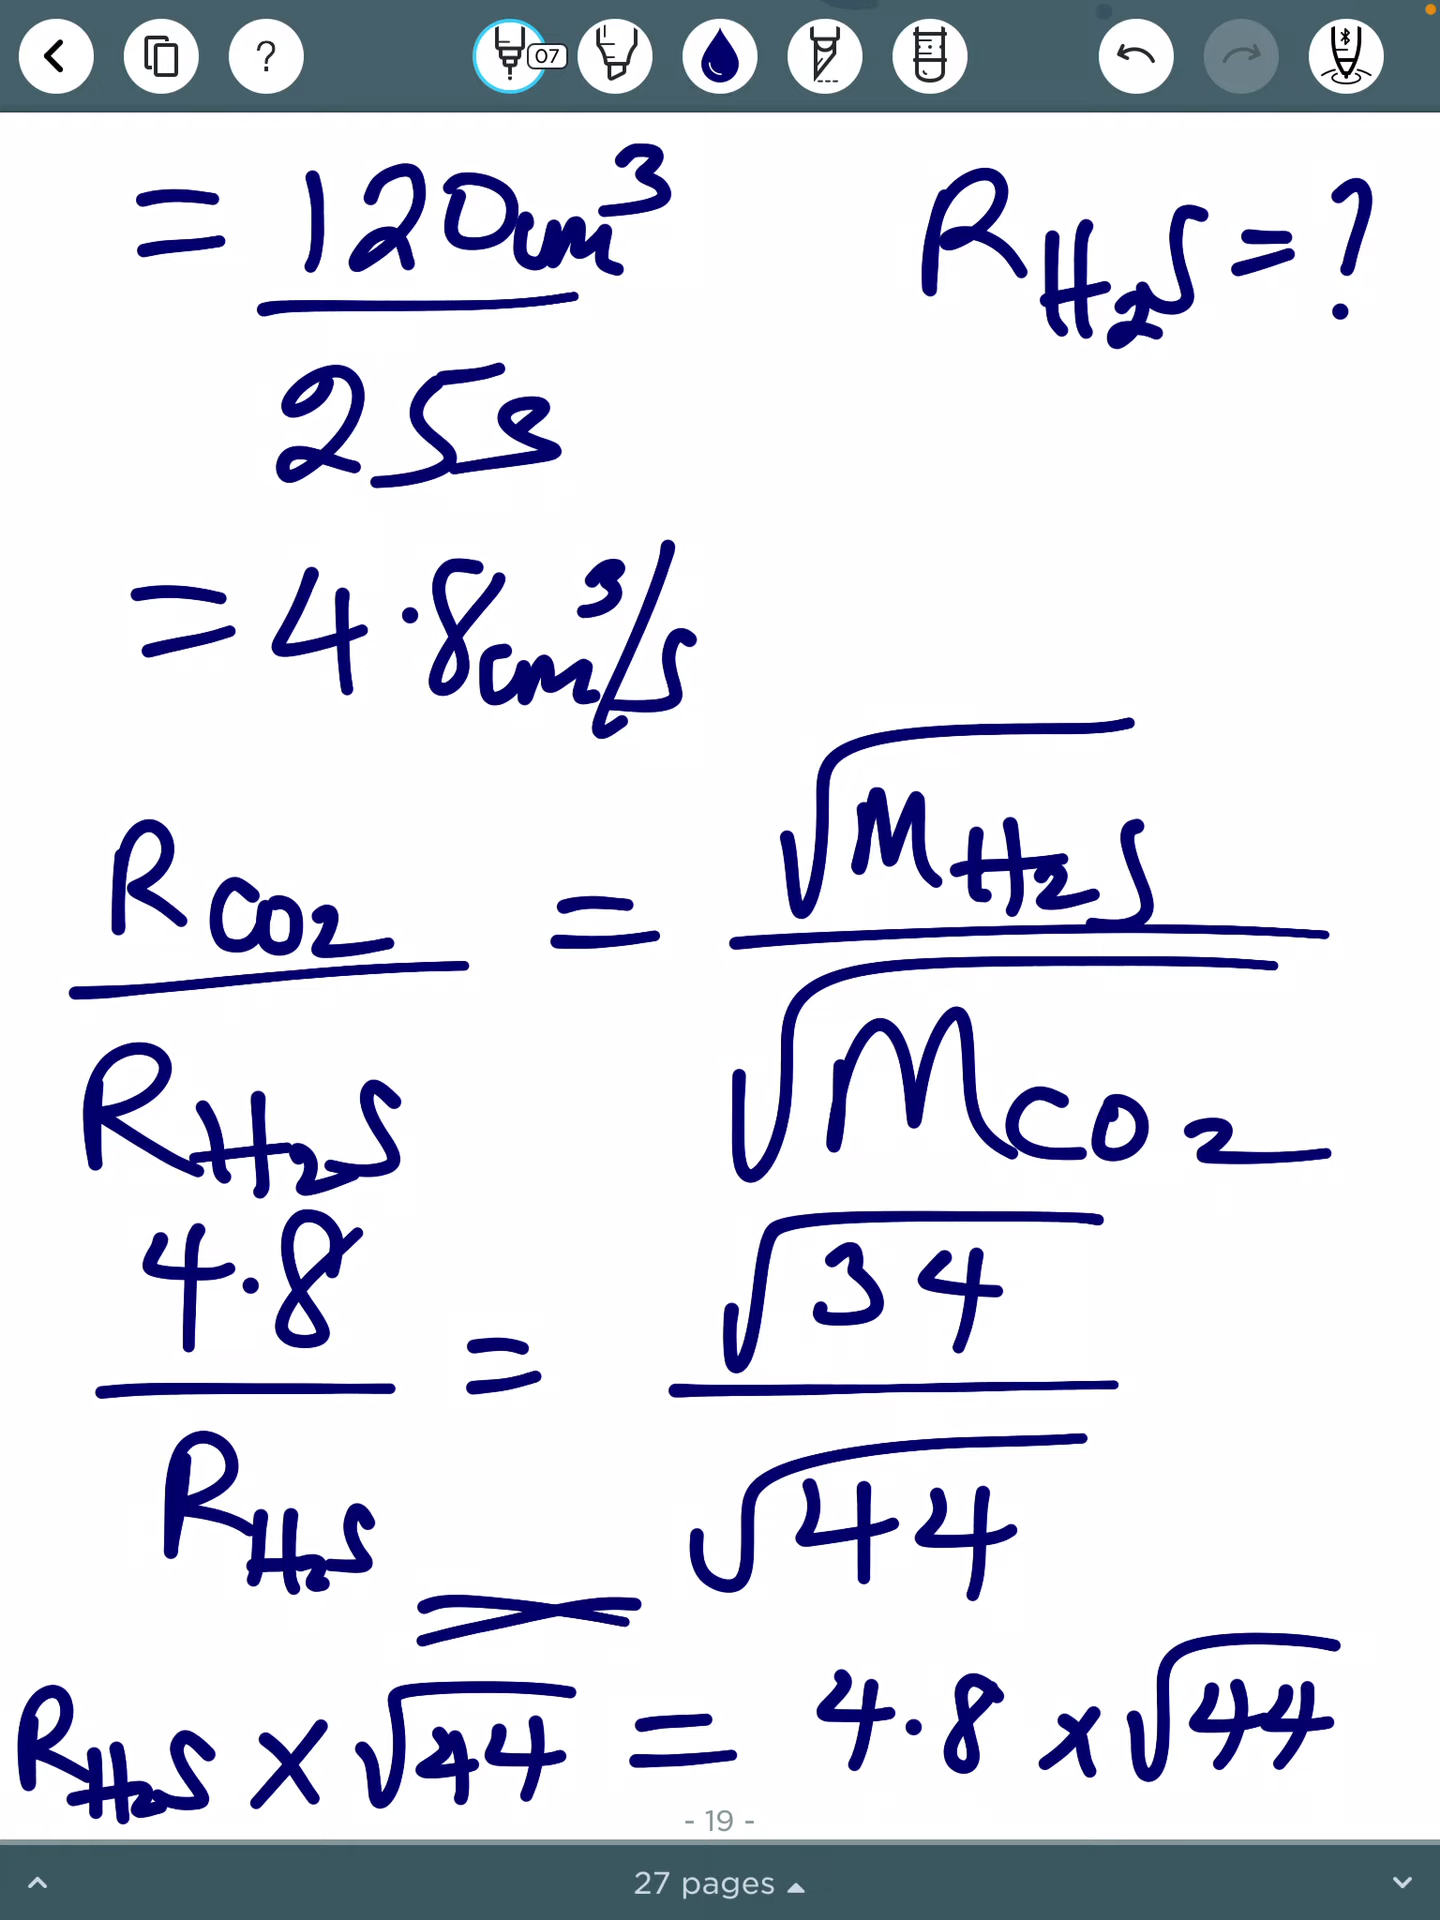 07
= 120cm³
25s
R H₂S = ?
= 4.8cm³/s
R CO2 = √M H2S
R H2S √M CO2
4.8 = √34
R H2S √44
R H2S × √44 = 4.8 × √44
- 19 -
27 pages